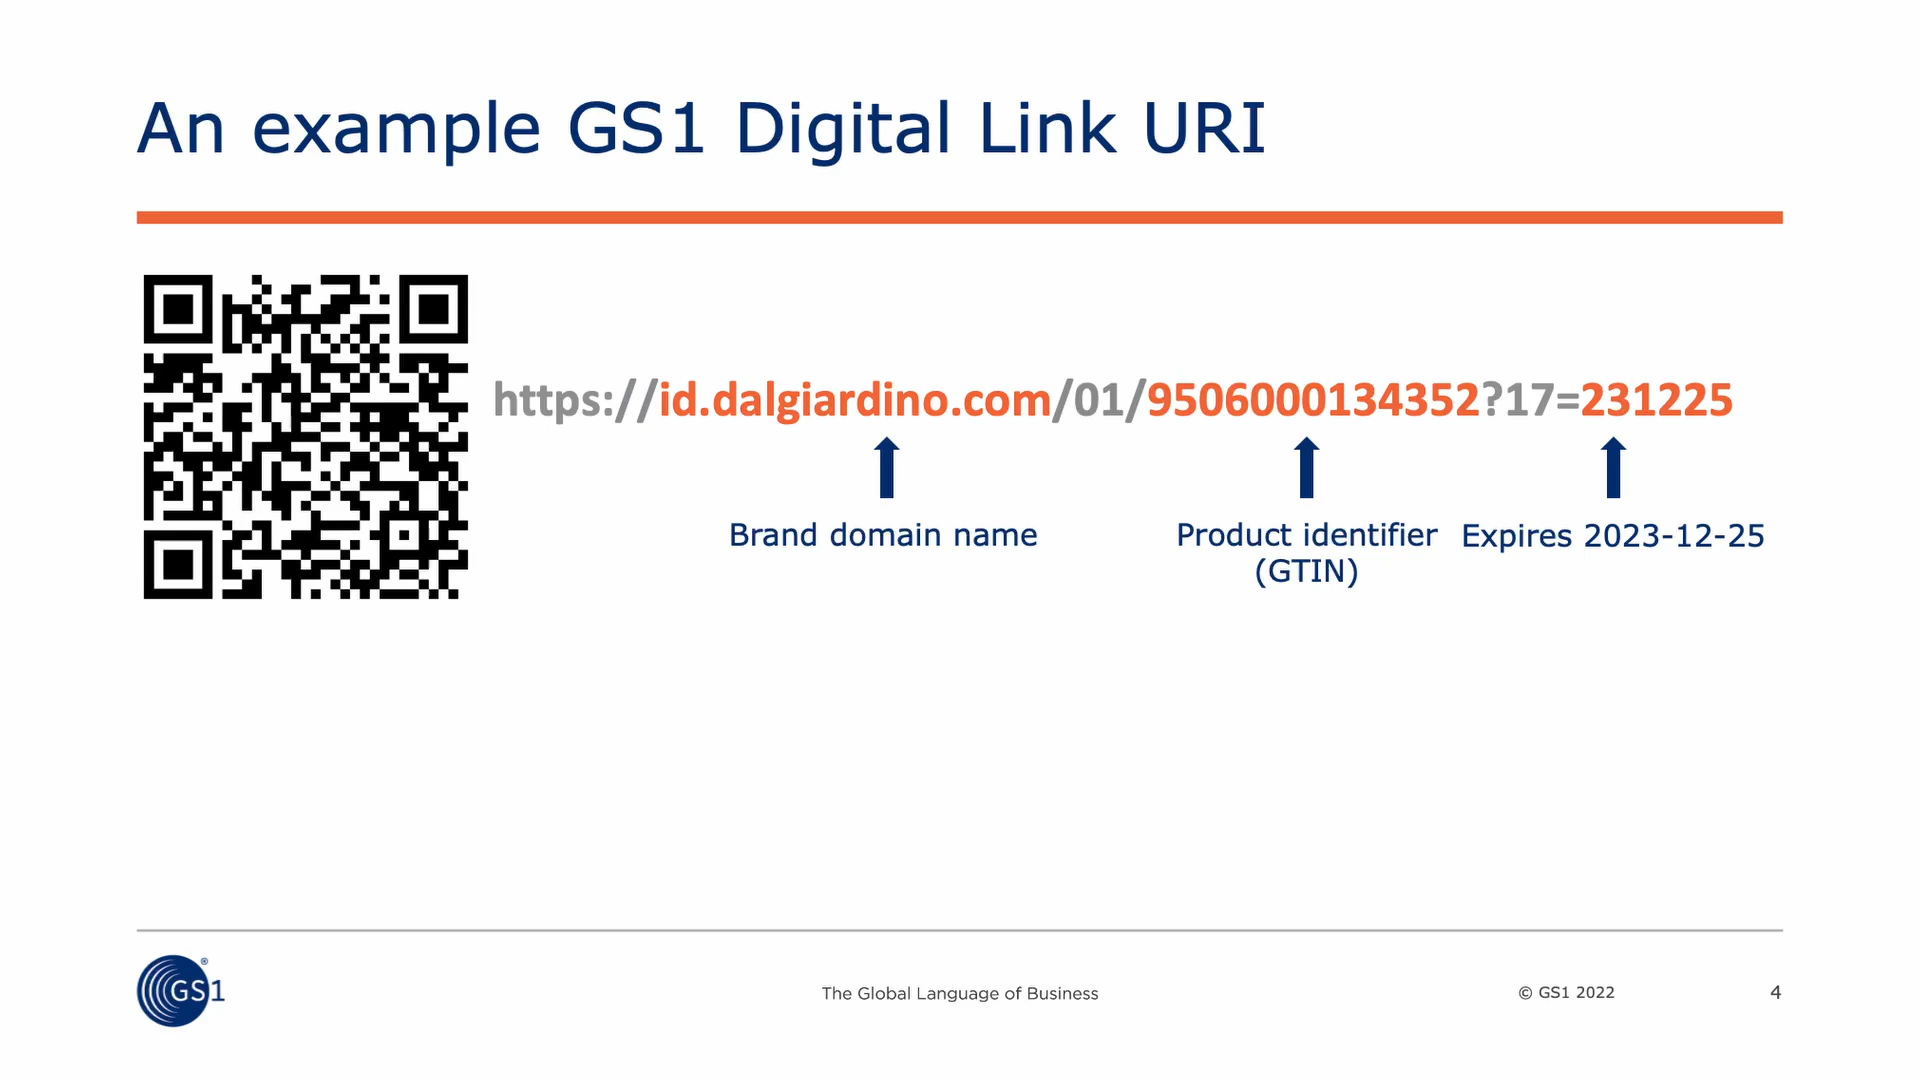 An example GS1 Digital Link URI
https://id.dalgiardino.com/01/9506000134352?17=231225
Brand domain name
Product identifier
(GTIN)
Expires 2023-12-25
GS1®
The Global Language of Business
© GS1 2022
4